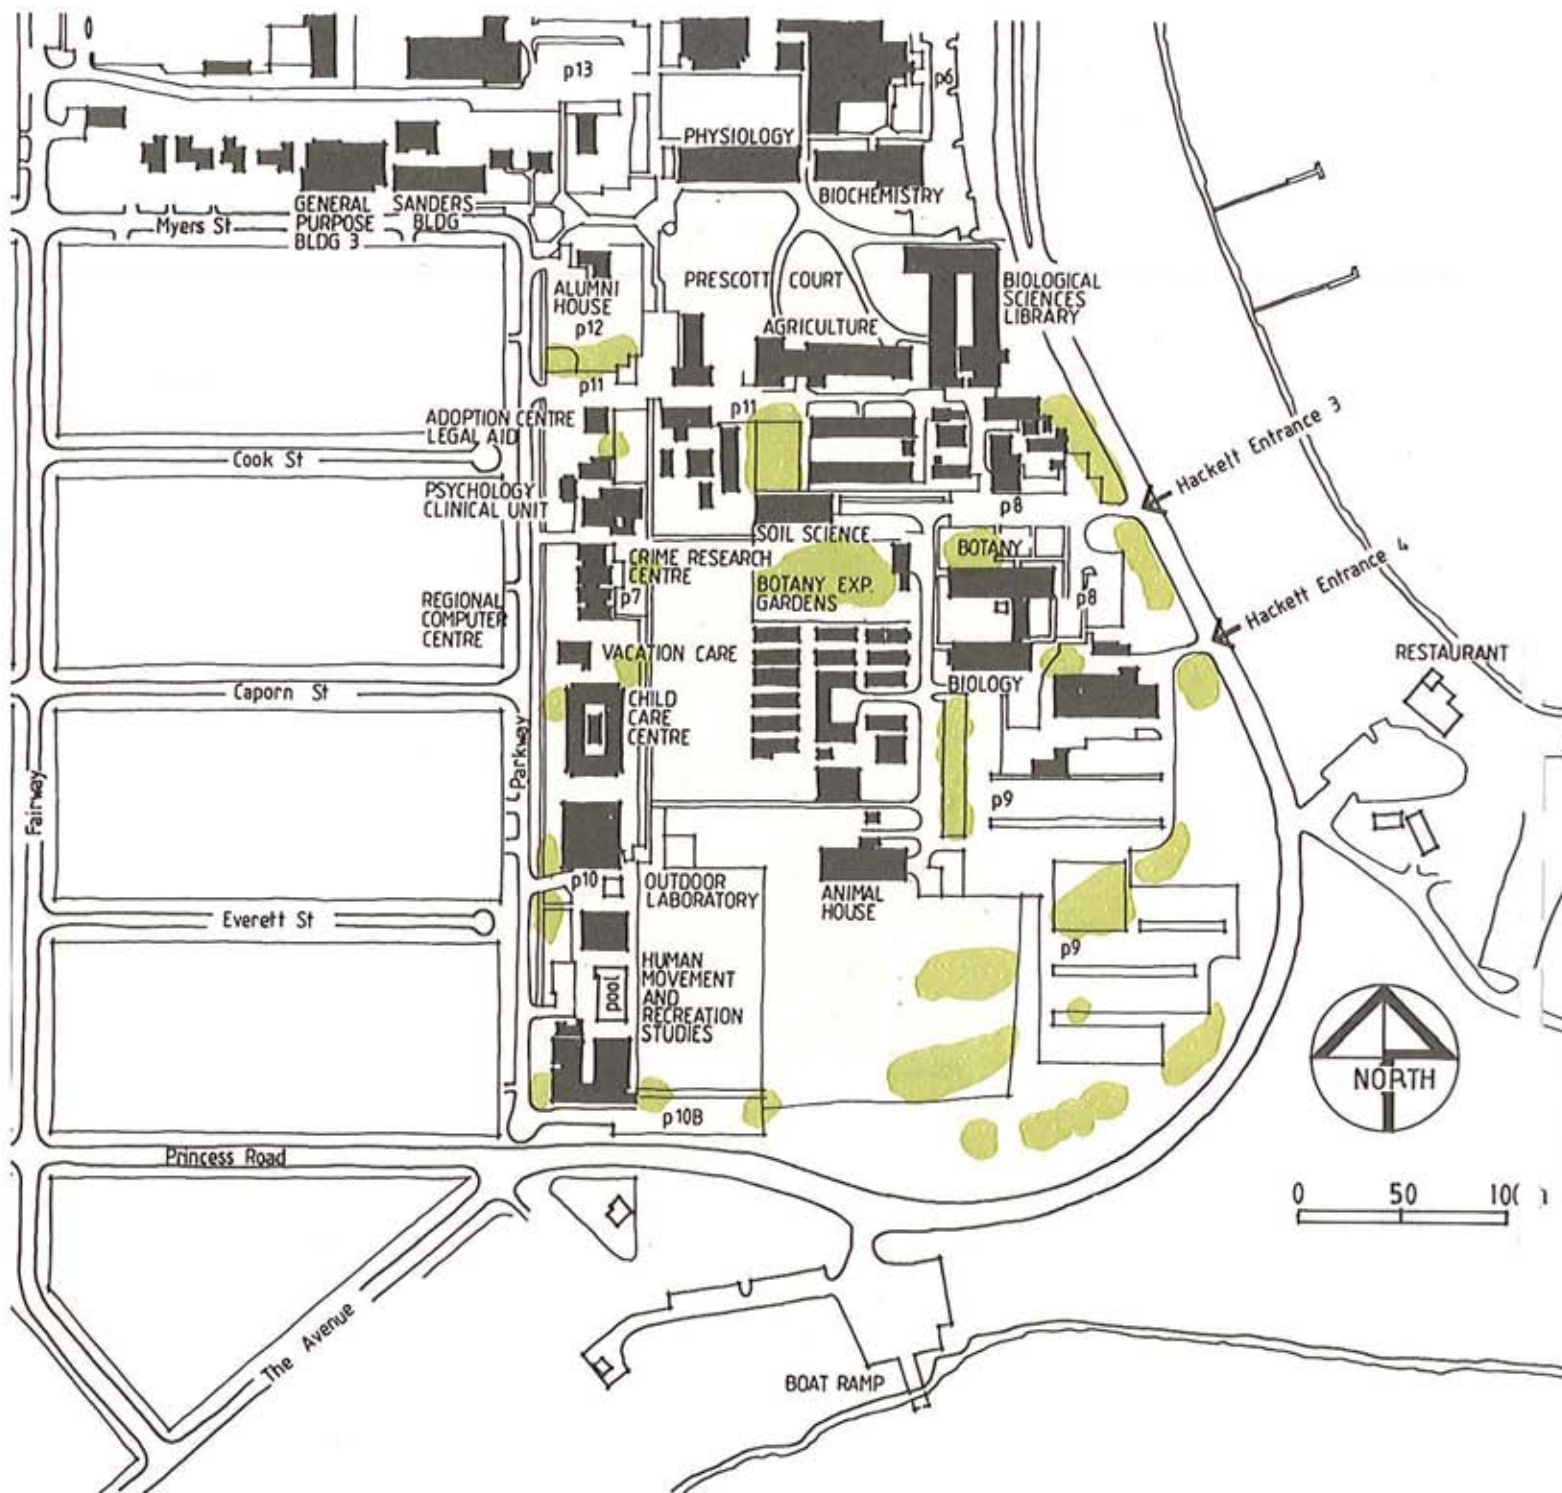 p13
p6
PHYSIOLOGY
BIOCHEMISTRY
GENERAL
PURPOSE
BLDG 3
SANDERS
BLDG
Myers St
ALUMNI
HOUSE
p12
PRESCOTT COURT
BIOLOGICAL
SCIENCES
LIBRARY
AGRICULTURE
p11
p11
ADOPTION CENTRE
LEGAL AID
Cook St
Hackett Entrance 3
PSYCHOLOGY
CLINICAL UNIT
p8
SOIL SCIENCE
BOTANY
CRIME RESEARCH
CENTRE
p7
BOTANY EXP.
GARDENS
p8
Hackett Entrance 4
REGIONAL
COMPUTER
CENTRE
VACATION CARE
RESTAURANT
BIOLOGY
Caporn St
CHILD
CARE
CENTRE
Parkway
Fairway
p9
p10
OUTDOOR
LABORATORY
ANIMAL
HOUSE
Everett St
p9
HUMAN
MOVEMENT
AND
RECREATION
STUDIES
pool
NORTH
p10B
Princess Road
0 50 100
The Avenue
BOAT RAMP